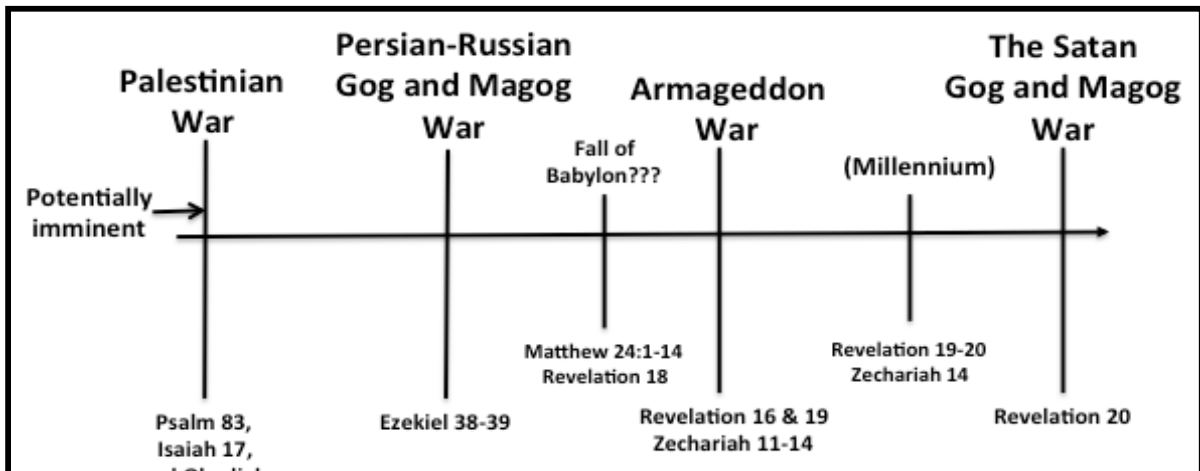 Palestinian
War
Persian-Russian
Gog and Magog
War
Fall of
Babylon???
Armageddon
War
(Millennium)
The Satan
Gog and Magog
War
Potentially
imminent
Psalm 83,
Isaiah 17,
Ezekiel 38-39
Matthew 24:1-14
Revelation 18
Revelation 16 & 19
Zechariah 11-14
Revelation 19-20
Zechariah 14
Revelation 20